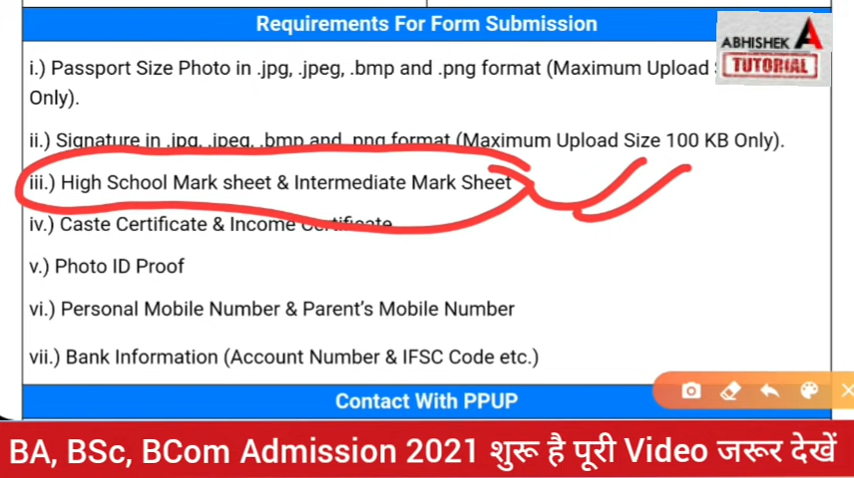 Requirements For Form Submission
ABHISHEK A
TUTORIAL
i.) Passport Size Photo in .jpg, .jpeg, .bmp and .png format (Maximum Upload
Only).
ii.) Signature in .jpg, .jpeg, .bmp and .png format (Maximum Upload Size 100 KB Only).
iii.) High School Mark sheet & Intermediate Mark Sheet
iv.) Caste Certificate & Income Certificate
v.) Photo ID Proof
vi.) Personal Mobile Number & Parent's Mobile Number
vii.) Bank Information (Account Number & IFSC Code etc.)
Contact With PPUP
BA, BSc, BCom Admission 2021 शुरू है पूरी Video जरूर देखें